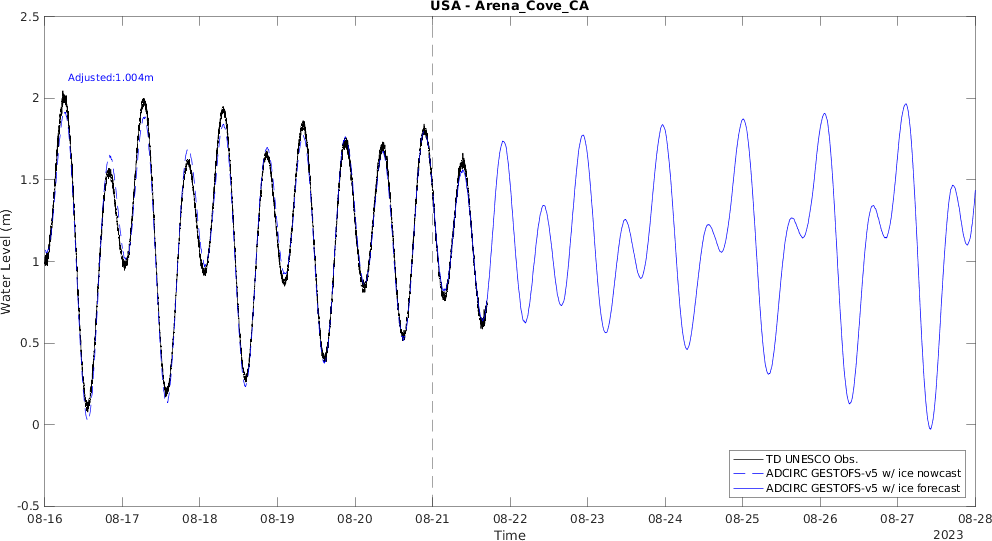 USA - Arena_Cove_CA
2.5
Adjusted:1.004m
2
1.5
1
0.5
0
-0.5
Water Level (m)
08-16 08-17 08-18 08-19 08-20 08-21 08-22 08-23 08-24 08-25 08-26 08-27 08-28
Time
2023
TD UNESCO Obs.
ADCIRC GESTOFS-v5 w/ ice nowcast
ADCIRC GESTOFS-v5 w/ ice forecast